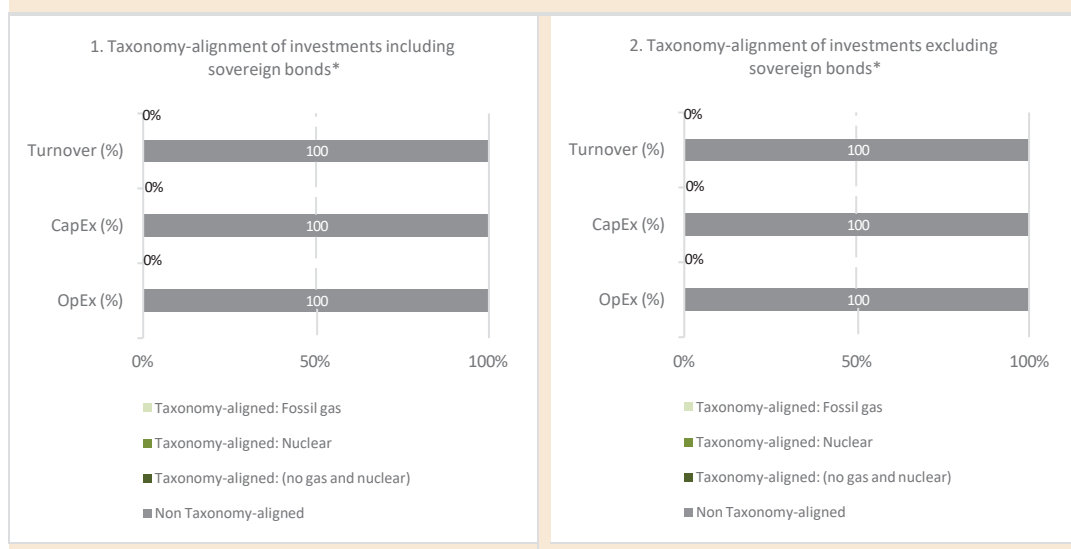 1. Taxonomy-alignment of investments including
sovereign bonds*
0%
Turnover (%)
100
0%
CapEx (%)
100
0%
OpEx (%)
100
0%
50%
100%
Taxonomy-aligned: Fossil gas
Taxonomy-aligned: Nuclear
Taxonomy-aligned: (no gas and nuclear)
Non Taxonomy-aligned
2. Taxonomy-alignment of investments excluding
sovereign bonds*
0%
Turnover (%)
100
0%
CapEx (%)
100
0%
OpEx (%)
100
0%
50%
100%
Taxonomy-aligned: Fossil gas
Taxonomy-aligned: Nuclear
Taxonomy-aligned: (no gas and nuclear)
Non Taxonomy-aligned